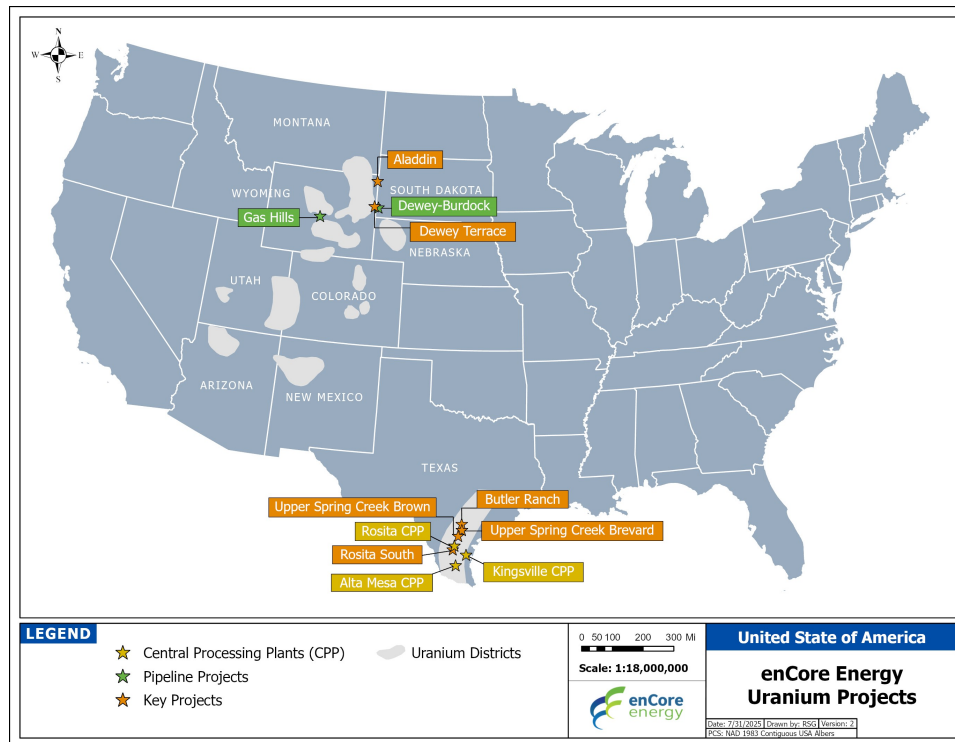 N
W E
S
MONTANA
Aladdin
WYOMING
SOUTH DAKOTA
Dewey-Burdock
Gas Hills
Dewey Terrace
NEBRASKA
UTAH
COLORADO
ARIZONA
NEW MEXICO
TEXAS
Butler Ranch
Upper Spring Creek Brown
Upper Spring Creek Brevard
Rosita CPP
Rosita South
Kingsville CPP
Alta Mesa CPP
LEGEND
Central Processing Plants (CPP)
Pipeline Projects
Key Projects
Uranium Districts
0 50 100 200 300 Mi
Scale: 1:18,000,000
enCore
energy
United State of America
enCore Energy
Uranium Projects
Date: 7/31/2025 Drawn by: RSG Version: 2
PCS: NAD 1983 Contiguous USA Albers